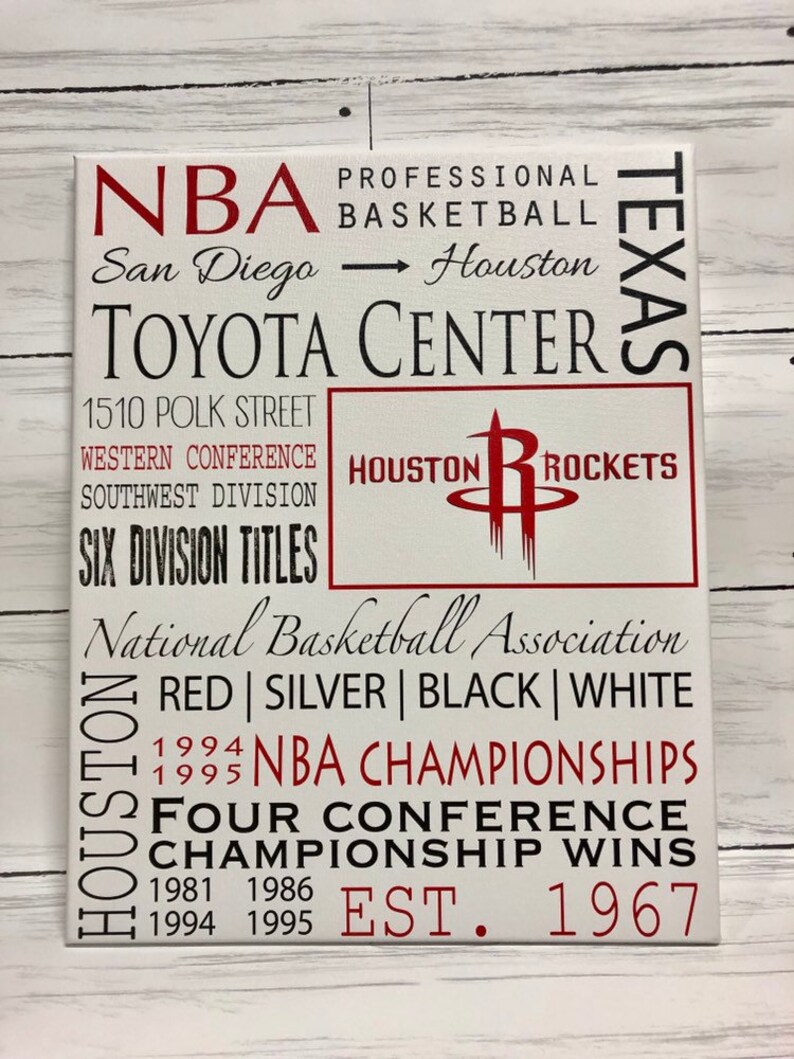 NBA
PROFESSIONAL
BASKETBALL
TEXAS
San Diego → Houston
TOYOTA CENTER
1510 POLK STREET
WESTERN CONFERENCE
SOUTHWEST DIVISION
SIX DIVISION TITLES
HOUSTON R ROCKETS
National Basketball Association
HOUSTON
RED | SILVER | BLACK | WHITE
1994
1995
NBA CHAMPIONSHIPS
FOUR CONFERENCE
CHAMPIONSHIP WINS
1981 1986
1994 1995
EST. 1967